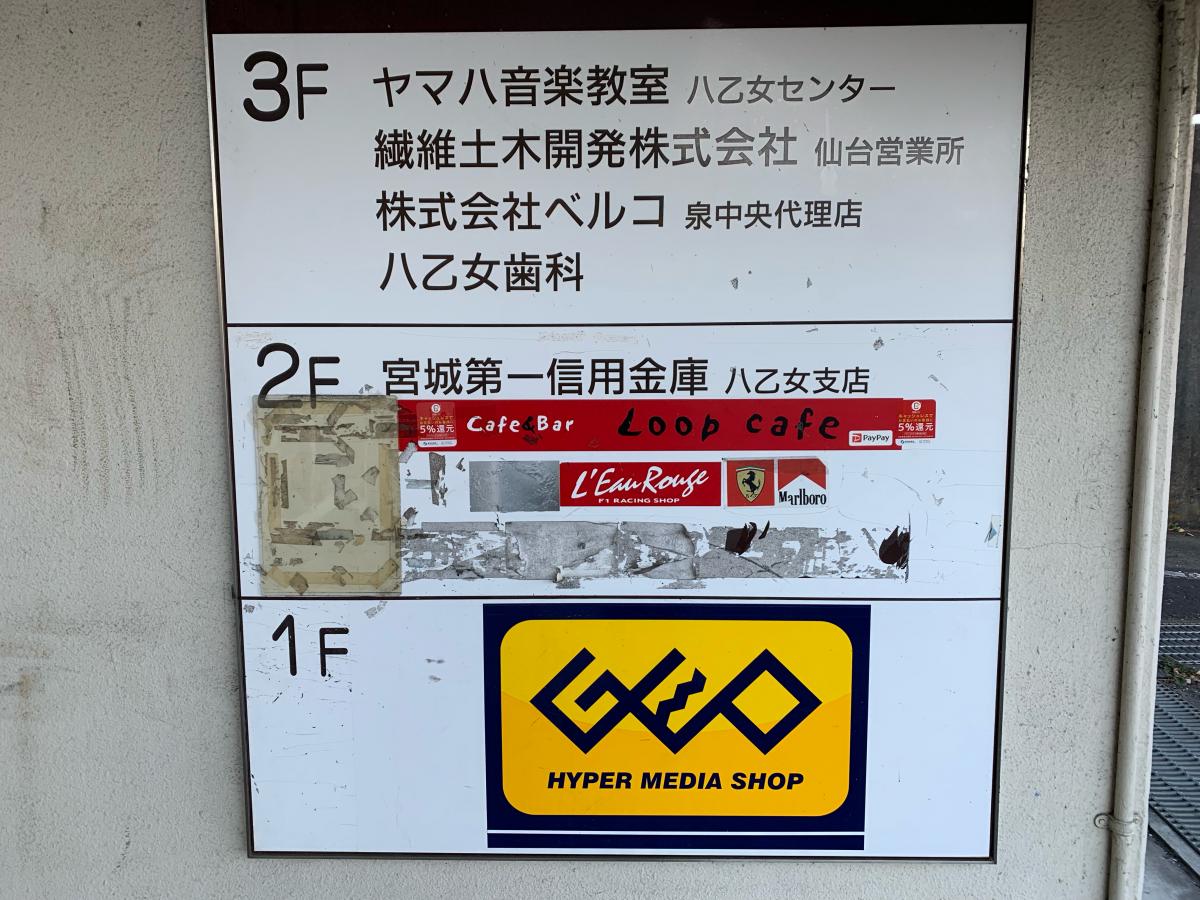 3F ヤマハ音楽教室 八乙女センター
繊維土木開発株式会社 仙台営業所
株式会社ベルコ 泉中央代理店
八乙女歯科
2F 宮城第一信用金庫 八乙女支店
5%還元 Cafe&Bar Loop cafe PayPay 5%還元
L'Eau Rouge Marlboro
F1 RACING SHOP
1F GEO
HYPER MEDIA SHOP